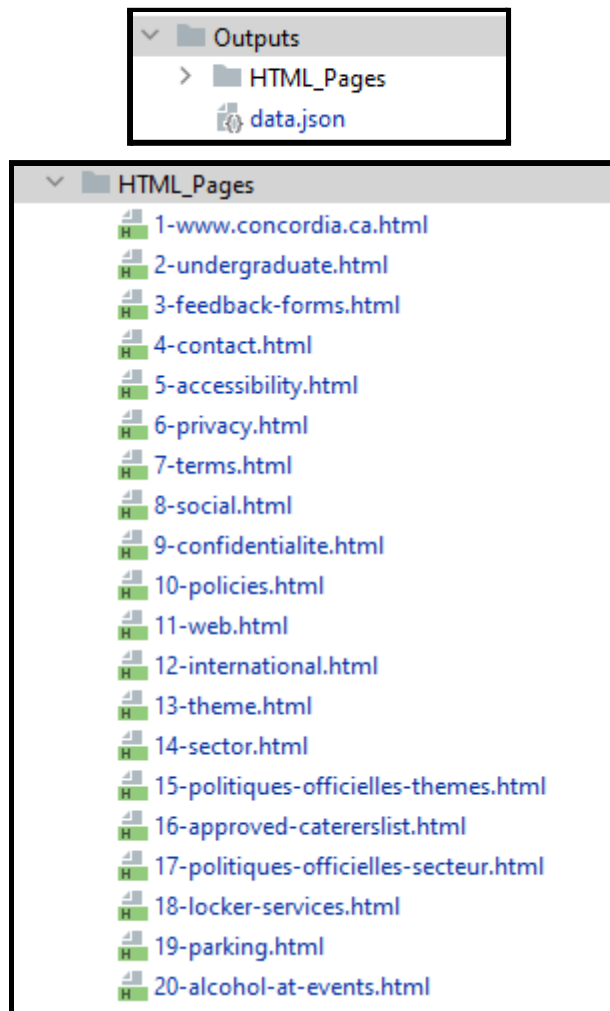 Outputs
HTML_Pages
data.json
HTML_Pages
1-www.concordia.ca.html
2-undergraduate.html
3-feedback-forms.html
4-contact.html
5-accessibility.html
6-privacy.html
7-terms.html
8-social.html
9-confidentialite.html
10-policies.html
11-web.html
12-international.html
13-theme.html
14-sector.html
15-politiques-officielles-themes.html
16-approved-catererslist.html
17-politiques-officielles-secteur.html
18-locker-services.html
19-parking.html
20-alcohol-at-events.html